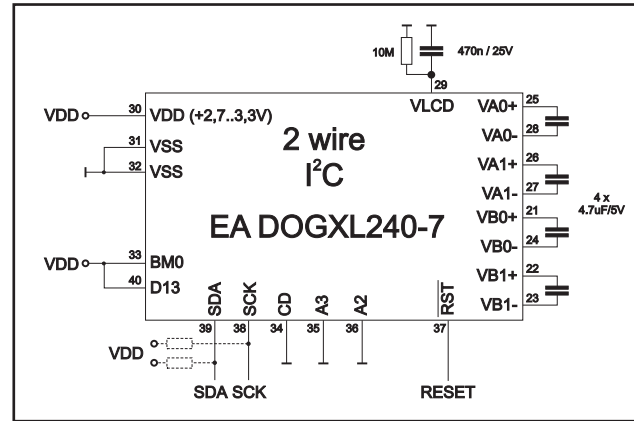 10M
470n / 25V
29
VLCD
VDD
30
VDD (+2,7..3,3V)
31
VSS
32
VSS
2 wire
I²C
EA DOGXL240-7
VA0+
25
VA0-
28
VA1+
26
VA1-
27
VB0+
21
VB0-
24
VB1+
22
VB1-
23
4 x
4.7uF/5V
VDD
33
BM0
40
D13
SDA
SCK
CD
A3
A2
RST
39
38
34
35
36
37
VDD
SDA SCK
RESET